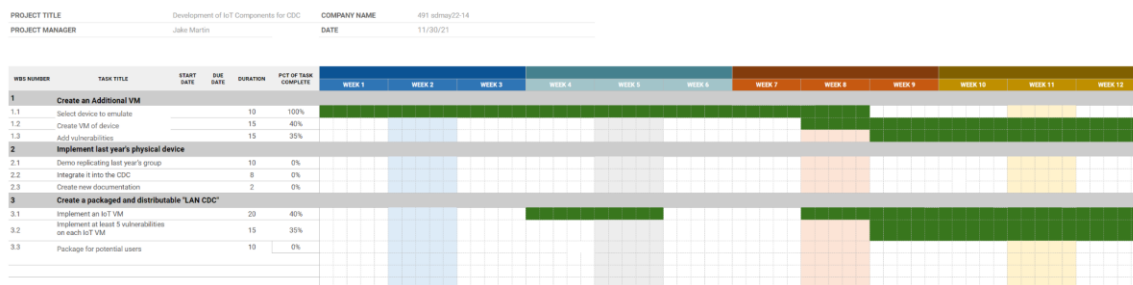 PROJECT TITLE Development of IoT Components for CDC COMPANY NAME 491 sdmay22-14
PROJECT MANAGER Jake Martin DATE 11/30/21
WBS NUMBER TASK TITLE START DATE DUE DATE DURATION PCT OF TASK COMPLETE WEEK 1 WEEK 2 WEEK 3 WEEK 4 WEEK 5 WEEK 6 WEEK 7 WEEK 8 WEEK 9 WEEK 10 WEEK 11 WEEK 12
1 Create an Additional VM
1.1 Select device to emulate 10 100%
1.2 Create VM of device 15 40%
1.3 Add vulnerabilities 15 35%
2 Implement last year's physical device
2.1 Demo replicating last year's group 10 0%
2.2 Integrate it into the CDC 8 0%
2.3 Create new documentation 2 0%
3 Create a packaged and distributable "LAN CDC"
3.1 Implement an IoT VM 20 40%
3.2 Implement at least 5 vulnerabilities on each IoT VM 15 35%
3.3 Package for potential users 10 0%